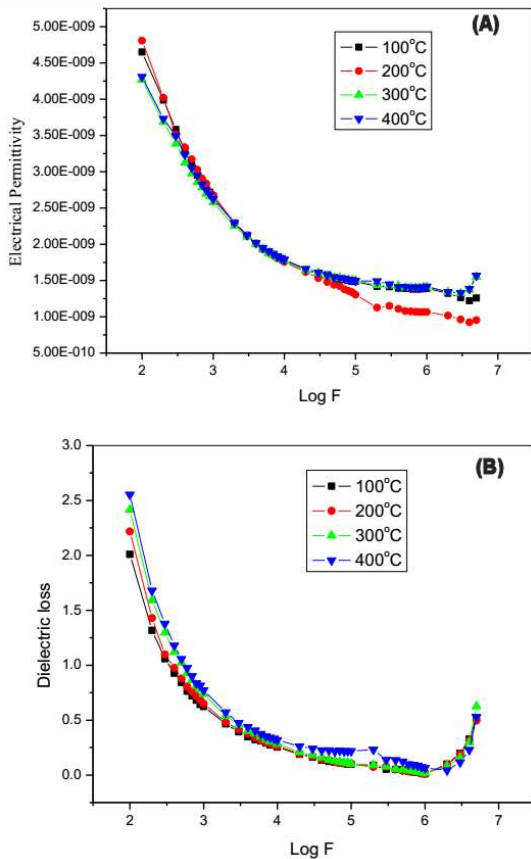 (A)
100°C
200°C
300°C
400°C
Electrical Permittivity
5.00E-009
4.50E-009
4.00E-009
3.50E-009
3.00E-009
2.50E-009
2.00E-009
1.50E-009
1.00E-009
5.00E-010
2 3 4 5 6 7
Log F
(B)
100°C
200°C
300°C
400°C
Dielectric loss
3.0
2.5
2.0
1.5
1.0
0.5
0.0
2 3 4 5 6 7
Log F